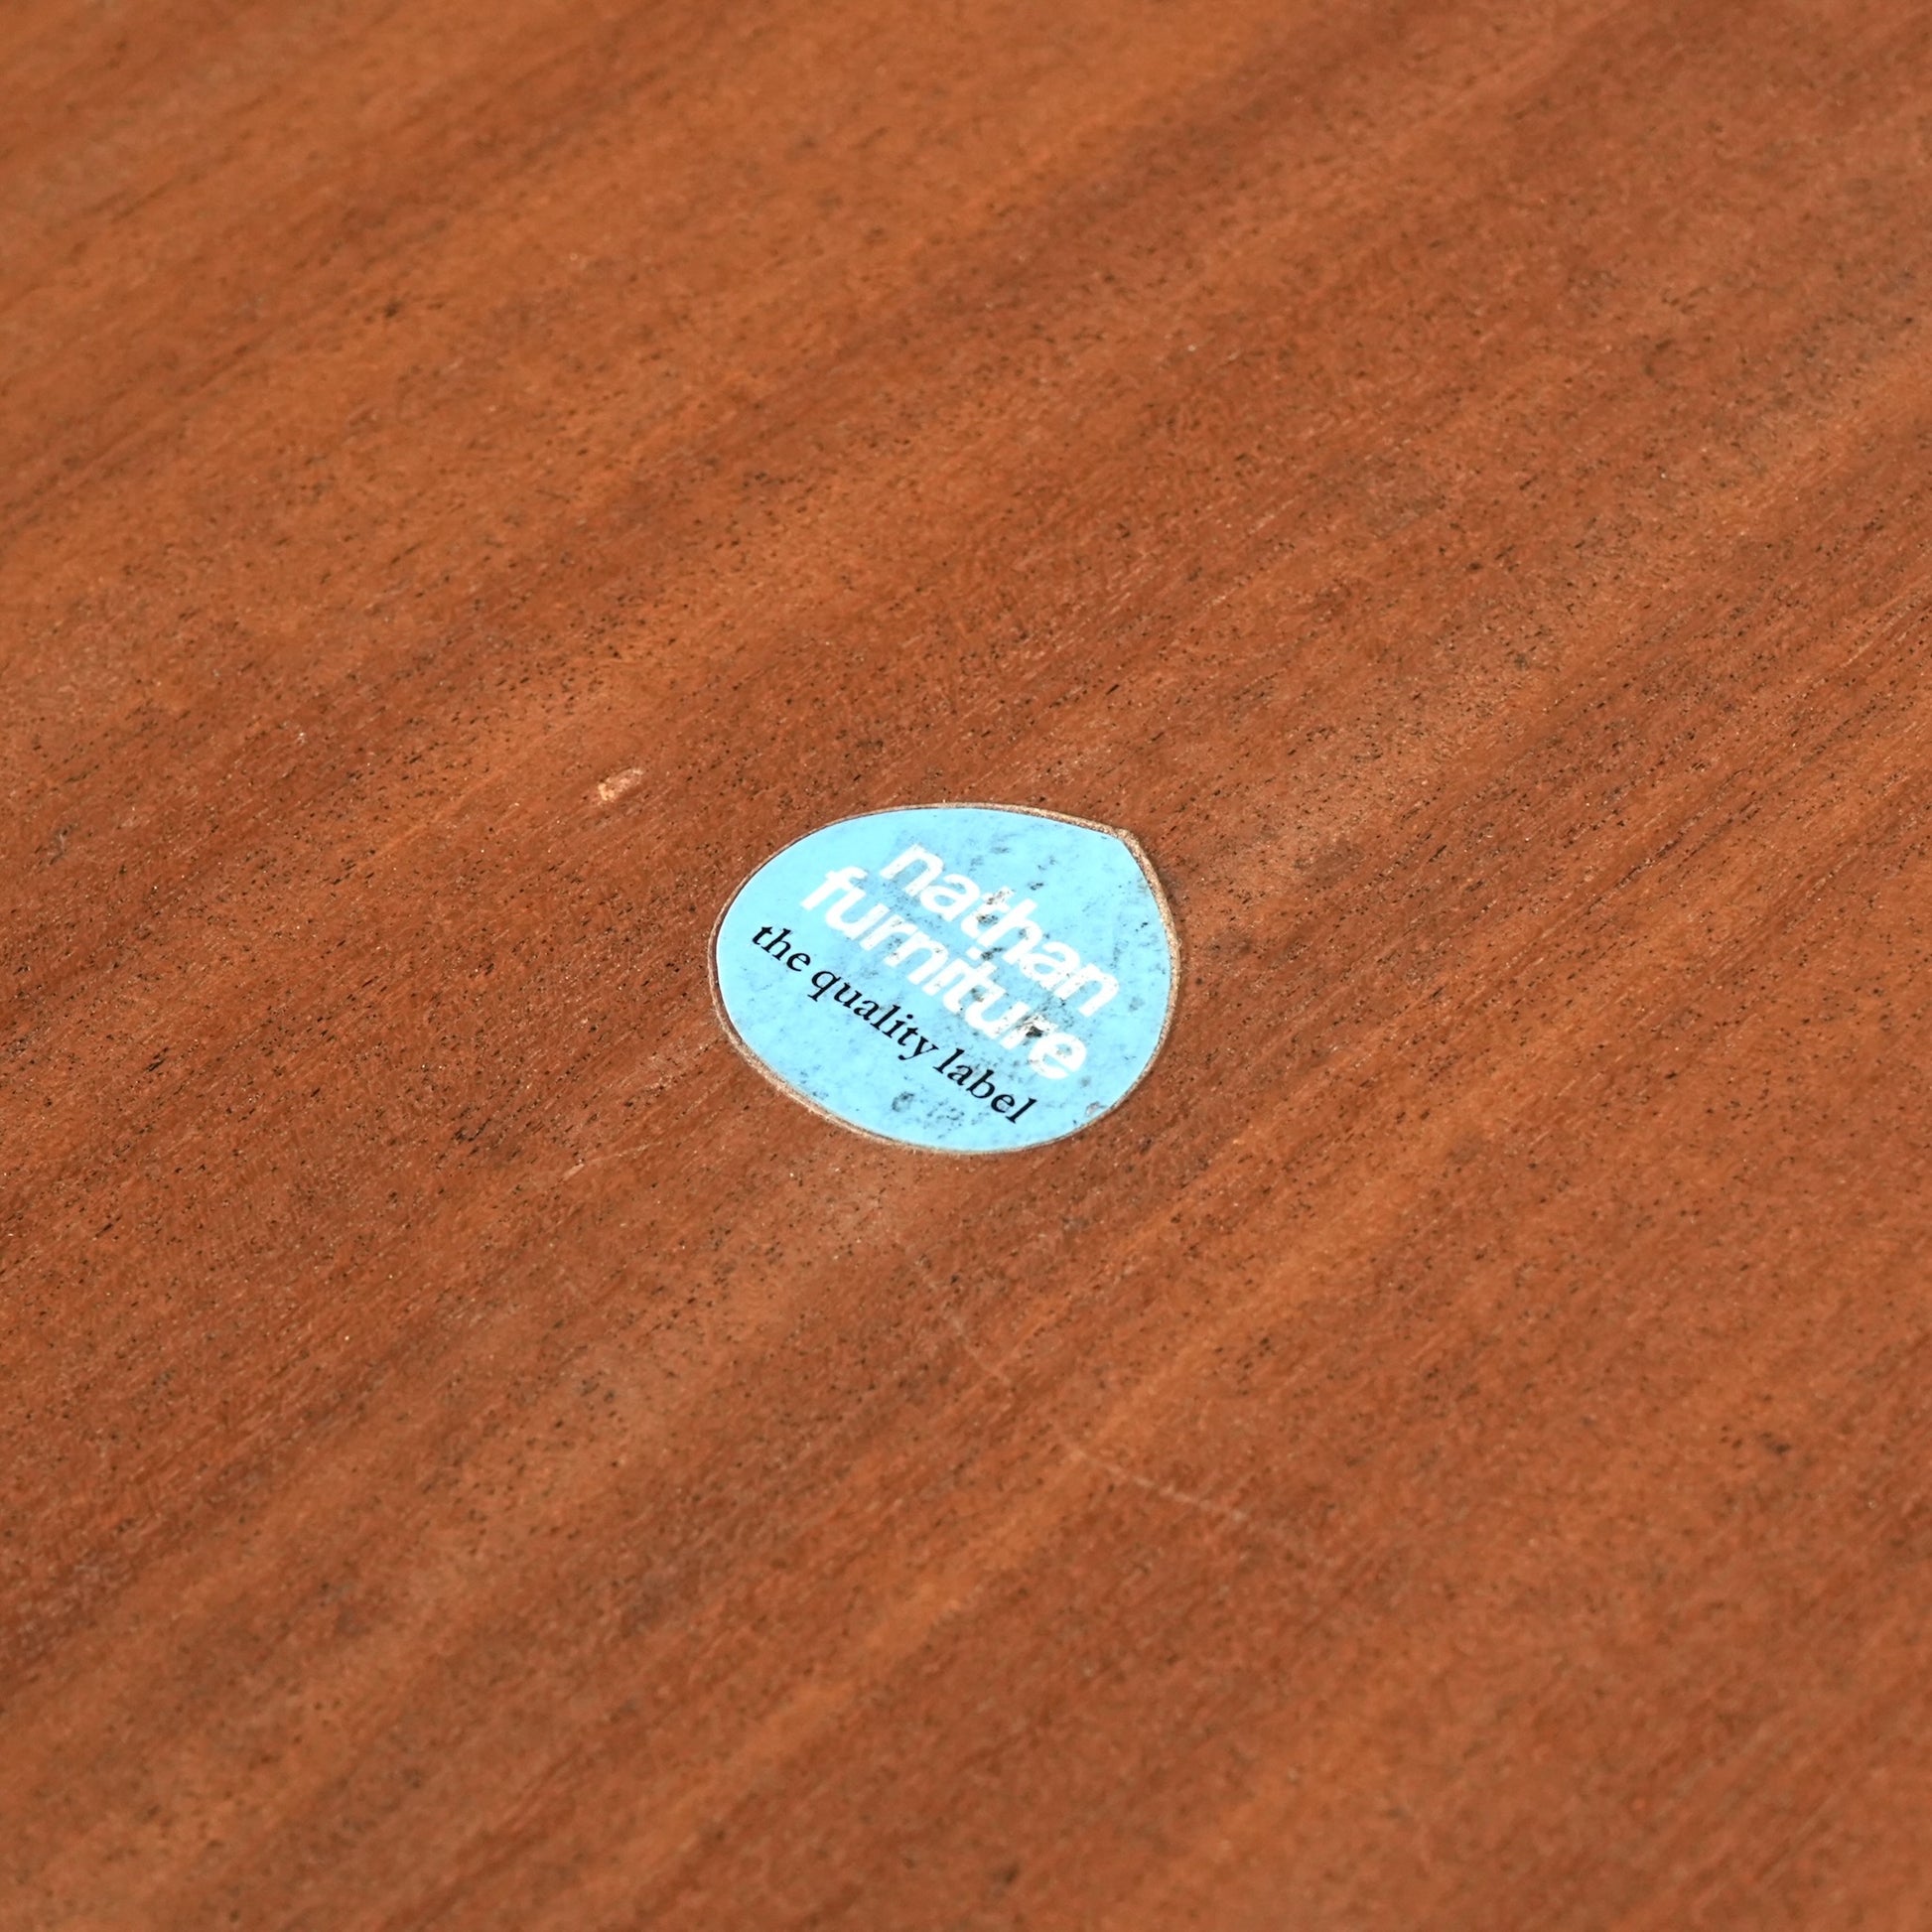 nathan
furniture
the quality label